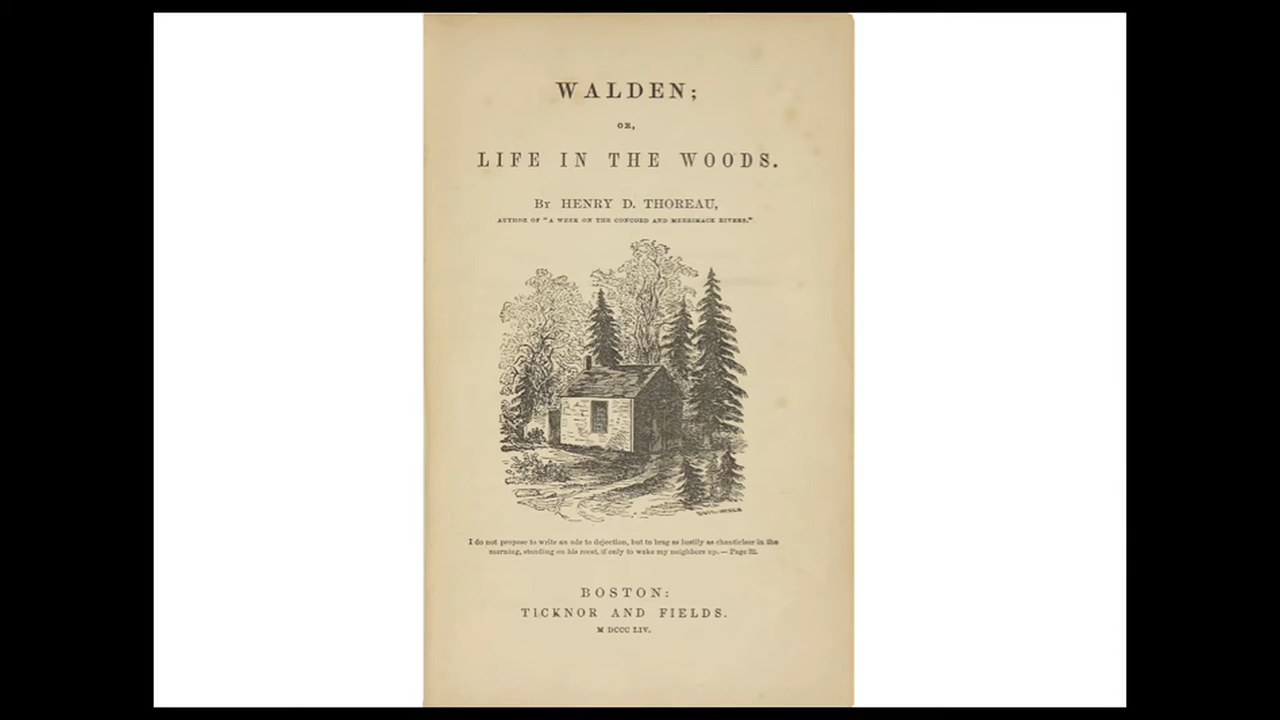 WALDEN;
OR,
LIFE IN THE WOODS.
BY HENRY D. THOREAU,
AUTHOR OF "A WEEK ON THE CONCORD AND MERRIMACK RIVERS."
I do not propose to write an ode to dejection, but to brag as lustily as chanticleer in the
morning, standing on his roost, if only to wake my neighbors up. — Page 92.
BOSTON:
TICKNOR AND FIELDS.
M DCCC LIV.